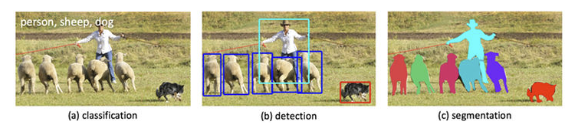 person, sheep, dog
(a) classification
(b) detection
(c) segmentation